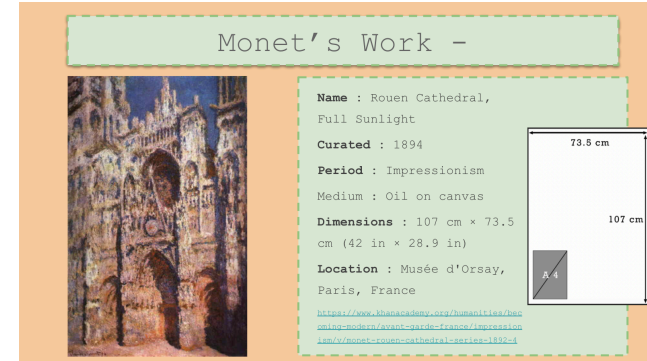 Monet’s Work -
Name : Rouen Cathedral,
Full Sunlight
Curated : 1894
Period : Impressionism
Medium : Oil on canvas
Dimensions : 107 cm × 73.5
cm (42 in × 28.9 in)
Location : Musée d'Orsay,
Paris, France
https://www.khanacademy.org/humanities/bec
oming-modern/avant-garde-france/impression
ism/v/monet-rouen-cathedral-series-1892-4
73.5 cm
107 cm
A 4